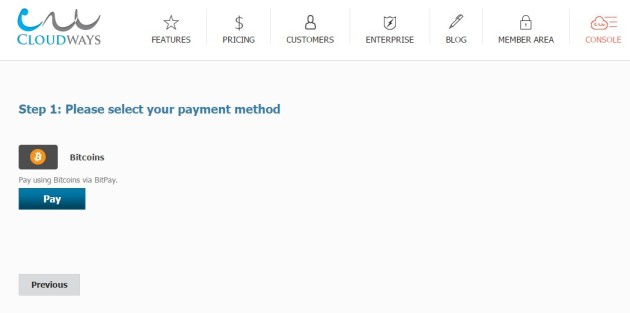 CLOUDWAYS
FEATURES
PRICING
CUSTOMERS
ENTERPRISE
BLOG
MEMBER AREA
CONSOLE
Step 1: Please select your payment method
Bitcoins
Pay using Bitcoins via BitPay.
Pay
Previous